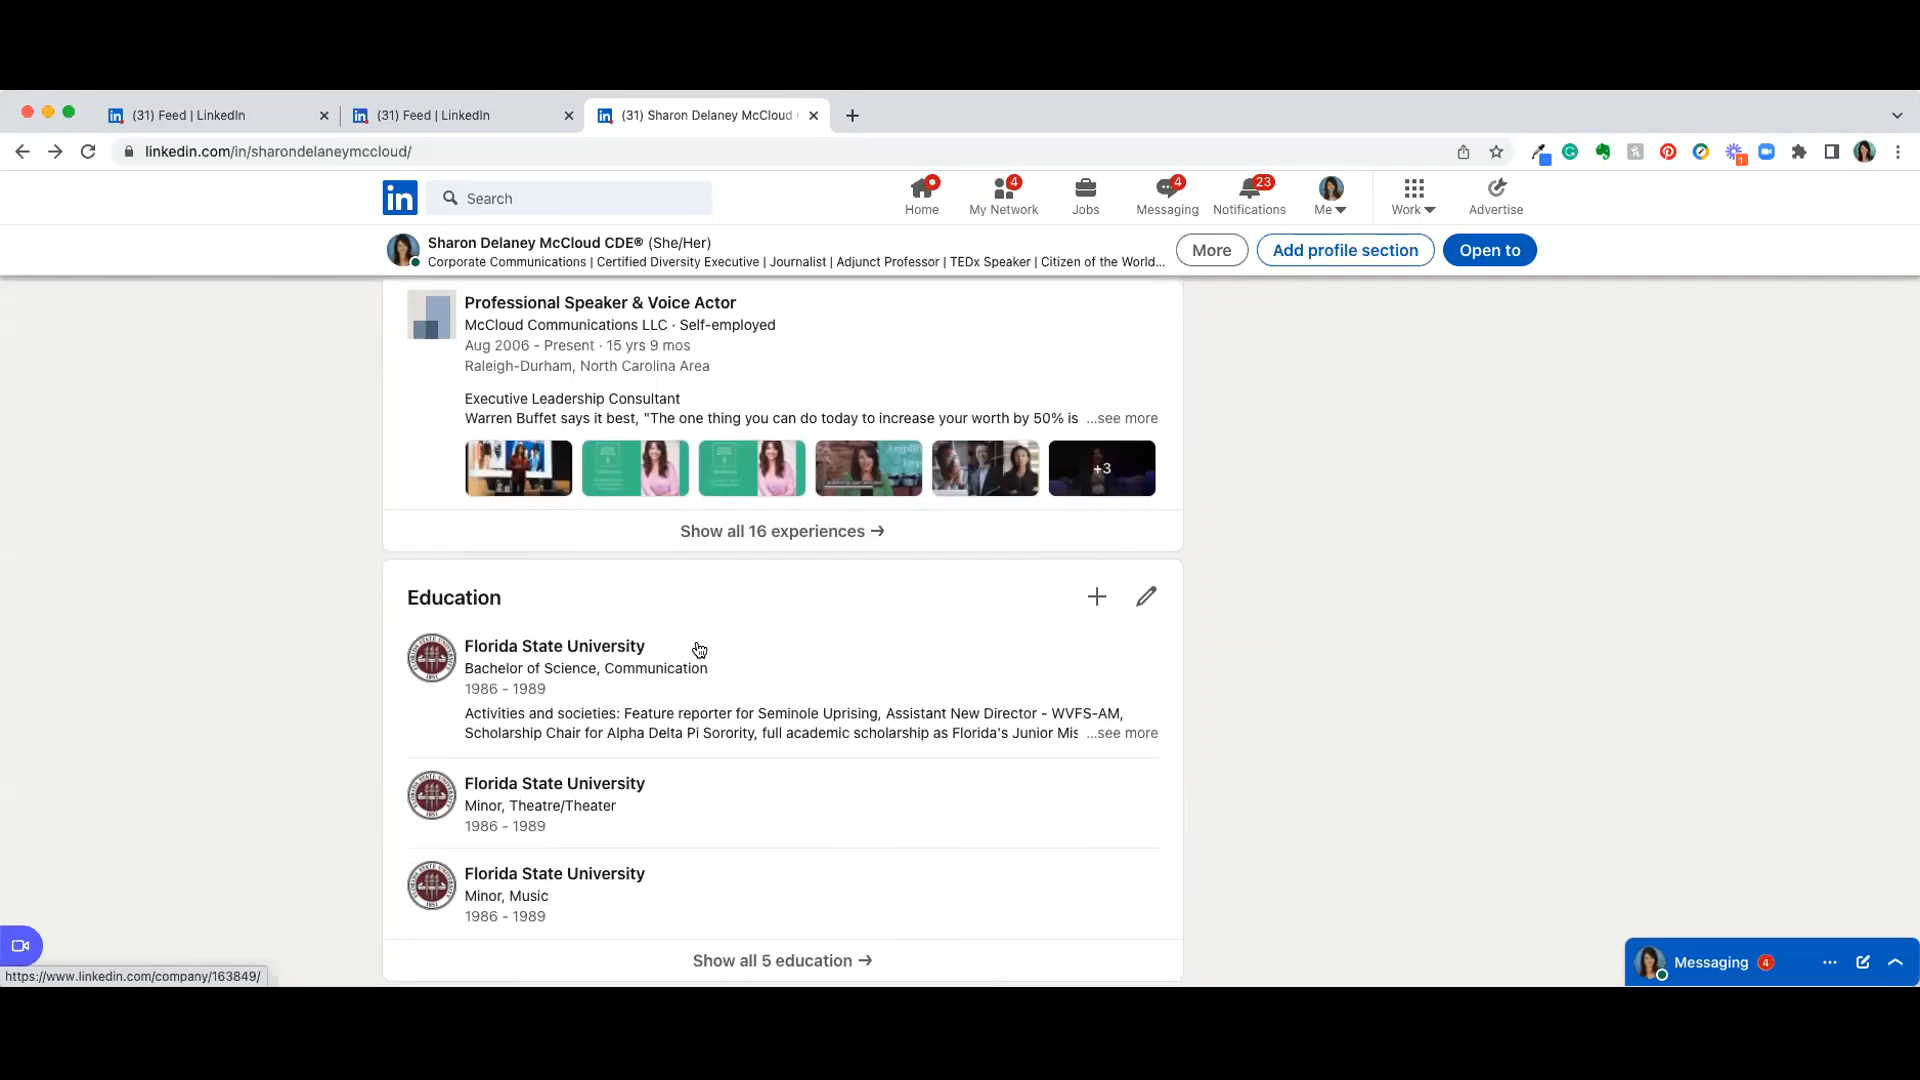 (31) Feed | LinkedIn
(31) Feed | LinkedIn
(31) Sharon Delaney McCloud
linkedin.com/in/sharondelaneymccloud/
1
in
Search
Home
4
My Network
Jobs
4
Messaging
23
Notifications
Me
Work
Advertise
Sharon Delaney McCloud CDE® (She/Her)
Corporate Communications | Certified Diversity Executive | Journalist | Adjunct Professor | TEDx Speaker | Citizen of the World...
More
Add profile section
Open to
Professional Speaker & Voice Actor
McCloud Communications LLC · Self-employed
Aug 2006 - Present · 15 yrs 9 mos
Raleigh-Durham, North Carolina Area
Executive Leadership Consultant
Warren Buffet says it best, "The one thing you can do today to increase your worth by 50% is ...see more
+3
Show all 16 experiences →
Education
Florida State University
Bachelor of Science, Communication
1986 - 1989
Activities and societies: Feature reporter for Seminole Uprising, Assistant New Director - WVFS-AM,
Scholarship Chair for Alpha Delta Pi Sorority, full academic scholarship as Florida's Junior Mis ...see more
Florida State University
Minor, Theatre/Theater
1986 - 1989
Florida State University
Minor, Music
1986 - 1989
Show all 5 education →
https://www.linkedin.com/company/163849/
Messaging 4